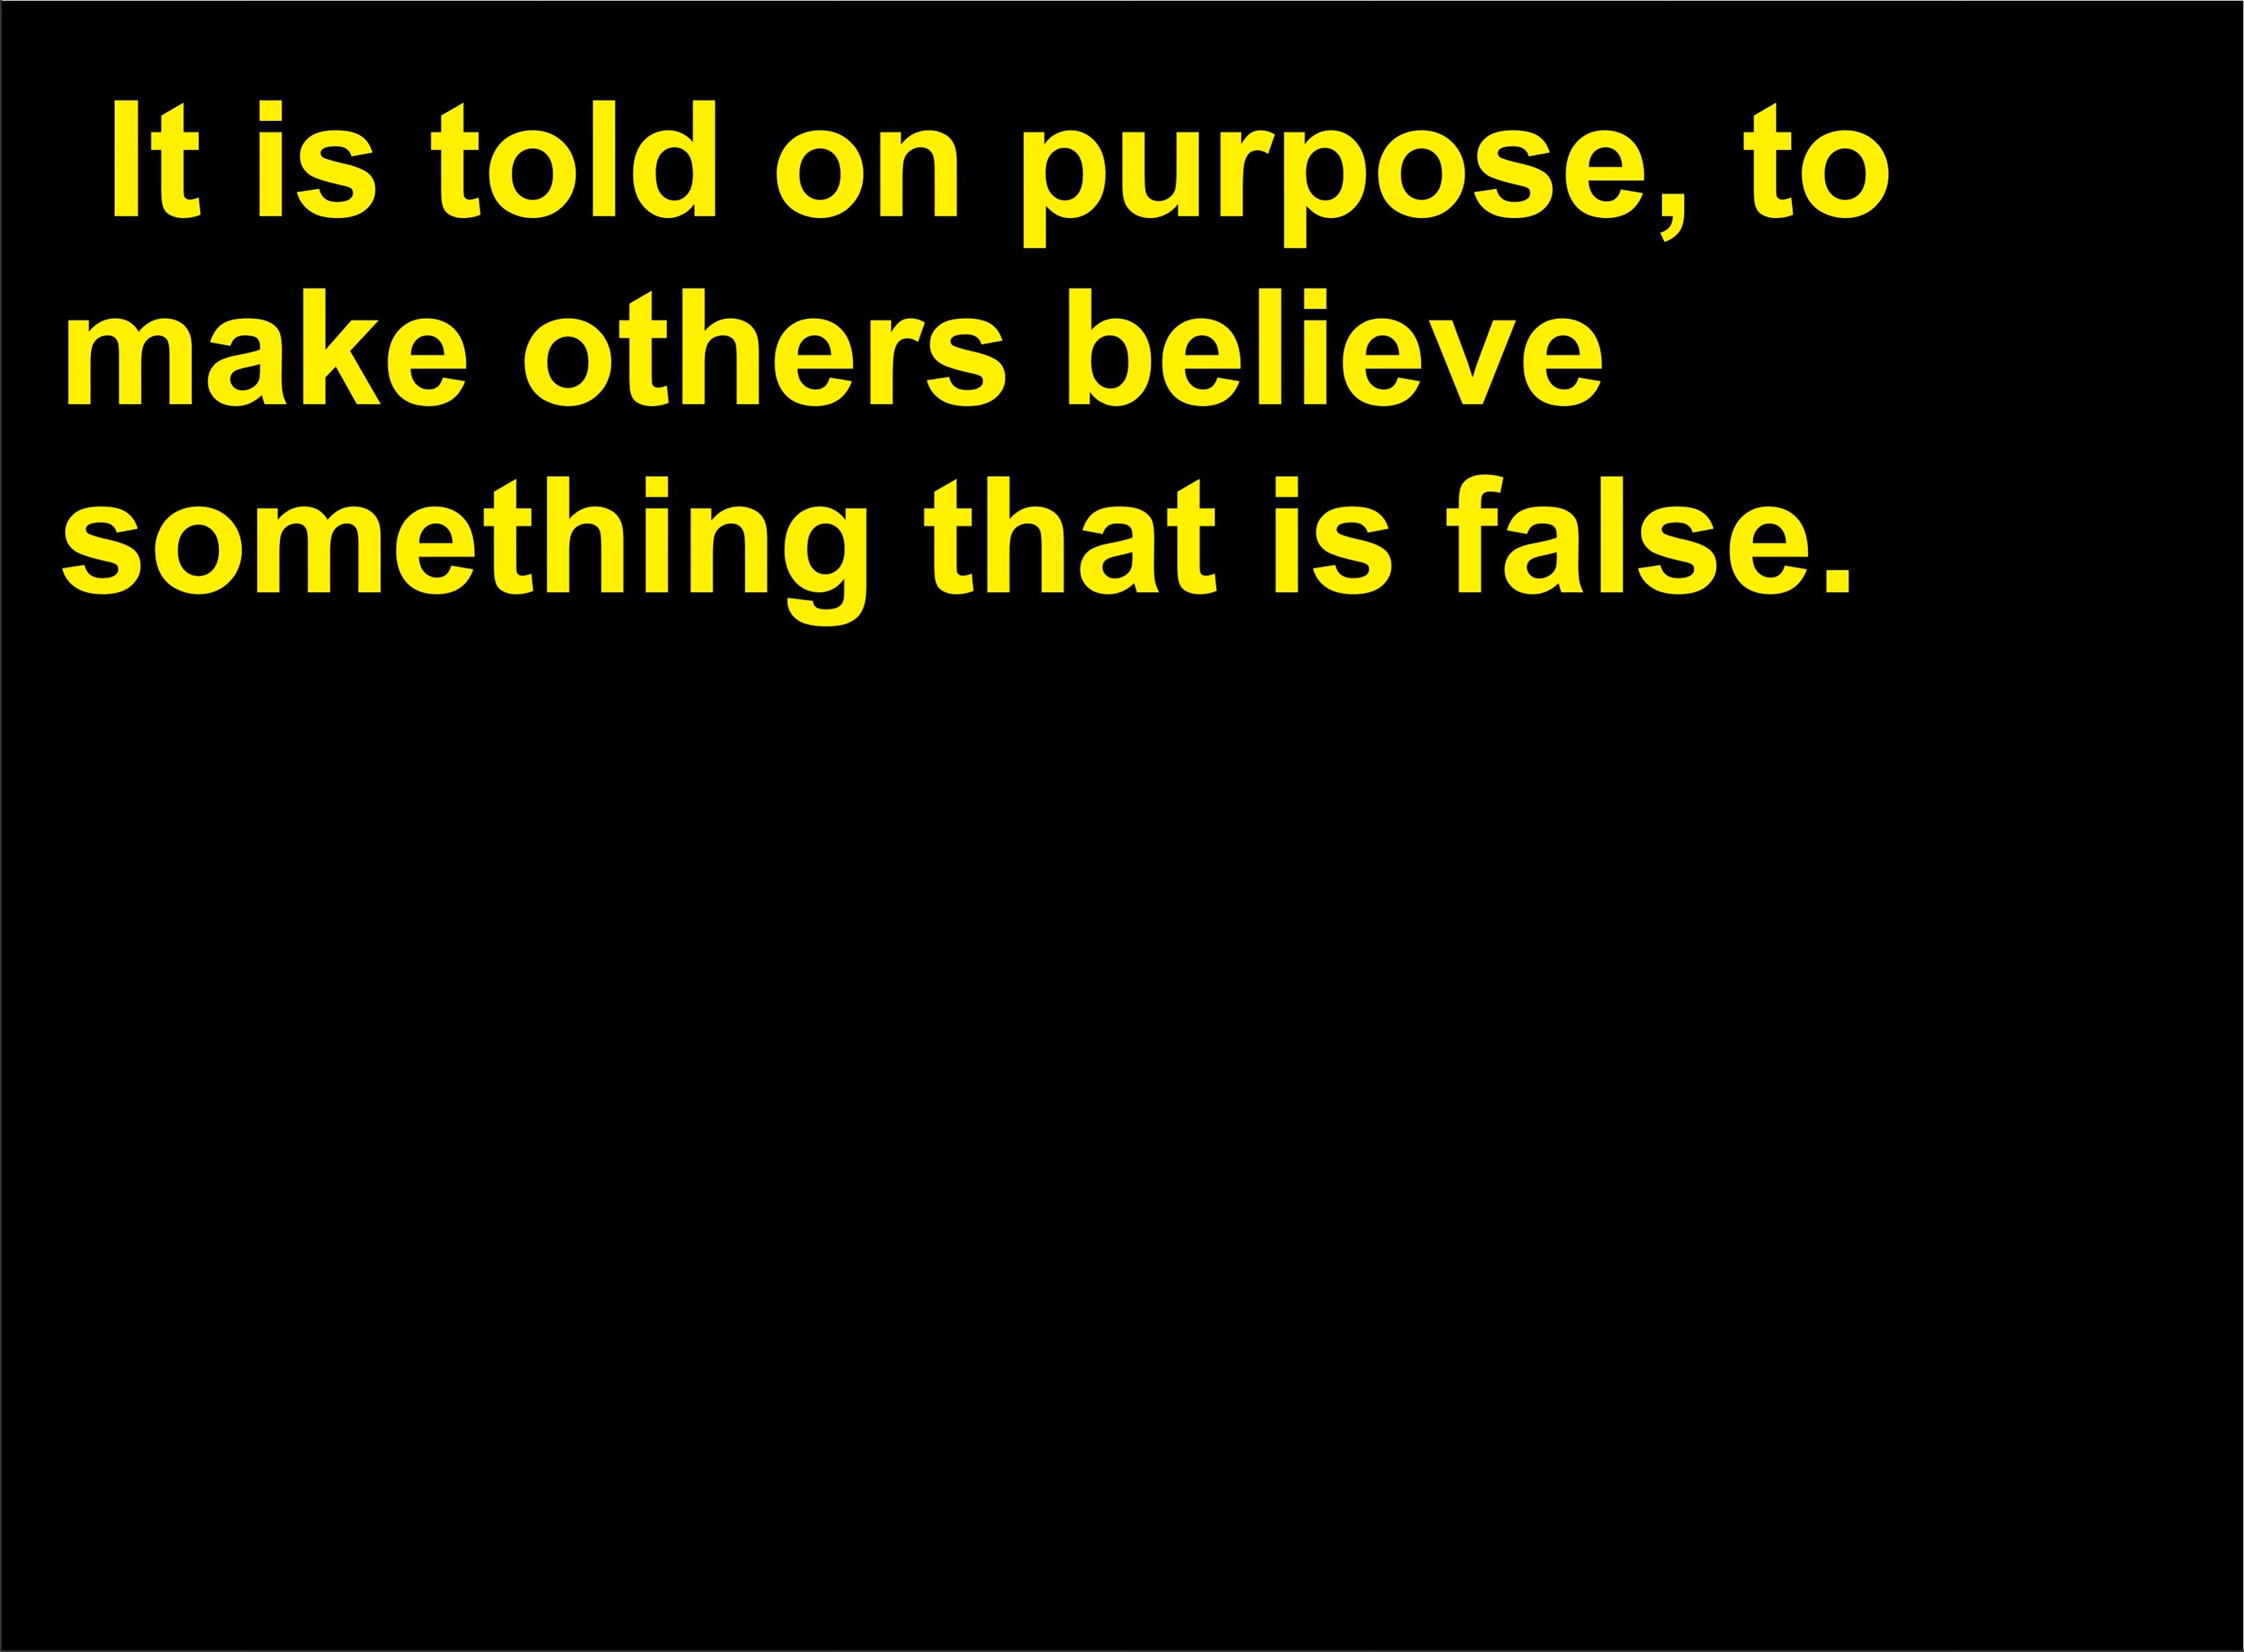 It is told on purpose, to
make others believe
something that is false.